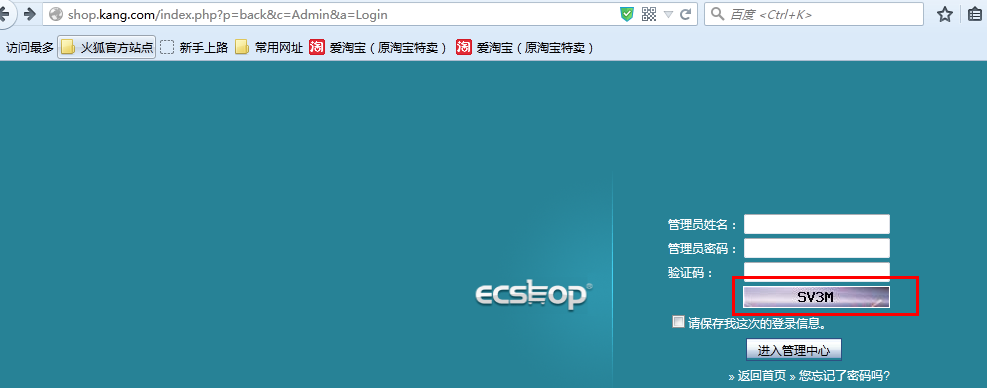 shop.kang.com/index.php?p=back&c=Admin&a=Login
百度 <Ctrl+K>
访问最多 火狐官方站点 新手上路 常用网址 爱淘宝（原淘宝特卖） 爱淘宝（原淘宝特卖）
管理员姓名：
管理员密码：
验证码：
SV3M
ecshop®
请保存我这次的登录信息。
进入管理中心
» 返回首页 » 您忘记了密码吗?